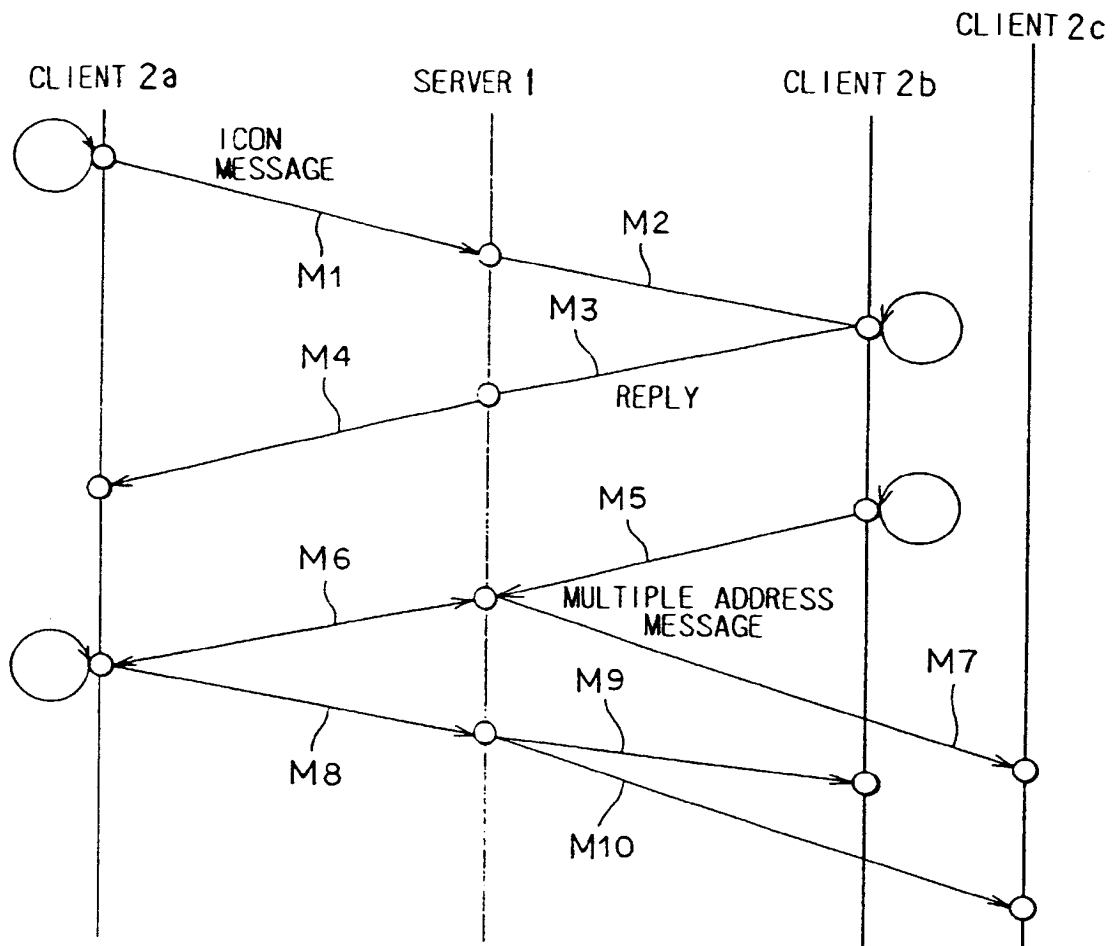 CLIENT 2c
CLIENT 2a
SERVER 1
CLIENT 2b
ICON
MESSAGE
M1
M2
M3
M4
REPLY
M5
M6
MULTIPLE ADDRESS
MESSAGE
M7
M8
M9
M10